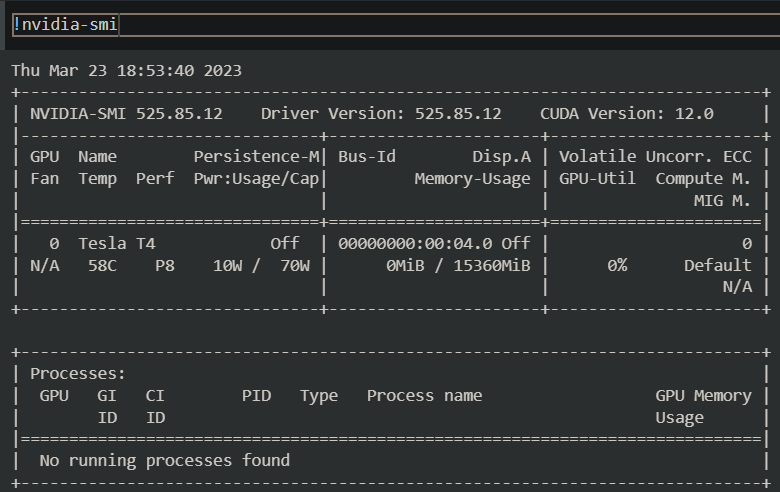 !nvidia-smi
Thu Mar 23 18:53:40 2023
+-----------------------------------------------------------------------------+
| NVIDIA-SMI 525.85.12    Driver Version: 525.85.12    CUDA Version: 12.0     |
|-------------------------------+----------------------+----------------------+
| GPU  Name        Persistence-M| Bus-Id        Disp.A | Volatile Uncorr. ECC |
| Fan  Temp  Perf  Pwr:Usage/Cap|         Memory-Usage | GPU-Util  Compute M. |
|                               |                      |               MIG M. |
|===============================+======================+======================|
|   0  Tesla T4            Off  | 00000000:00:04.0 Off |                    0 |
| N/A   58C    P8    10W /  70W |      0MiB / 15360MiB |      0%      Default |
|                               |                      |                  N/A |
+-------------------------------+----------------------+----------------------+
+-----------------------------------------------------------------------------+
| Processes:                                                                  |
|  GPU   GI   CI        PID   Type   Process name                  GPU Memory |
|        ID   ID                                                   Usage      |
|=============================================================================|
|  No running processes found                                                 |
+-----------------------------------------------------------------------------+